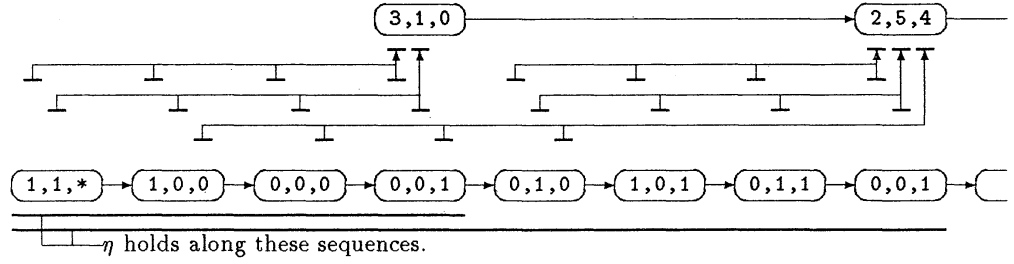 3,1,0 2,5,4
1,1,* 1,0,0 0,0,0 0,0,1 0,1,0 1,0,1 0,1,1 0,0,1
η holds along these sequences.